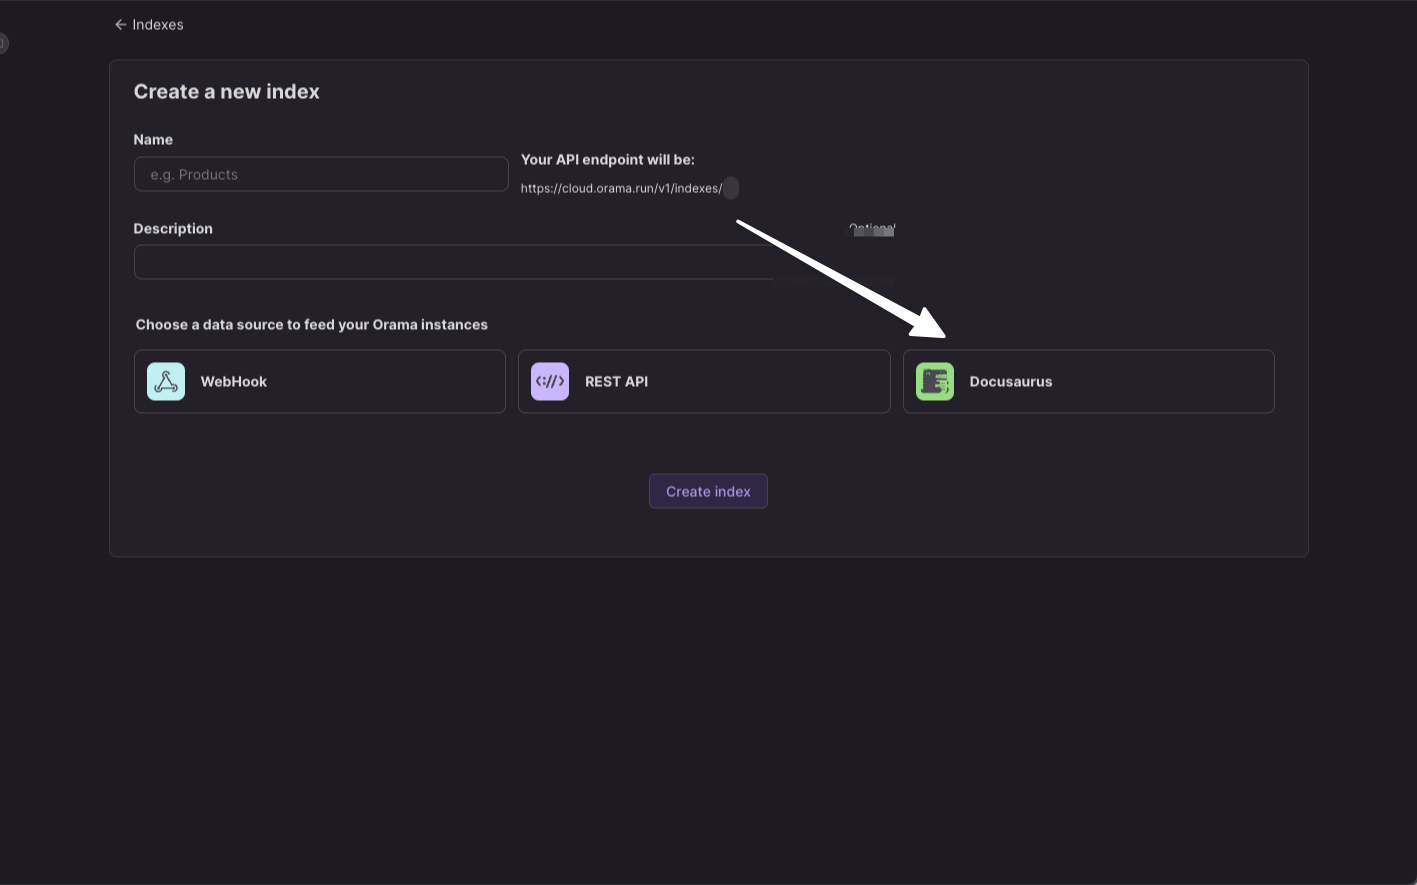 Indexes
Create a new index
Name
e.g. Products
Your API endpoint will be:
https://cloud.orama.run/v1/indexes/
Description
Choose a data source to feed your Orama instances
WebHook
<://>
REST API
Docusaurus
Create index